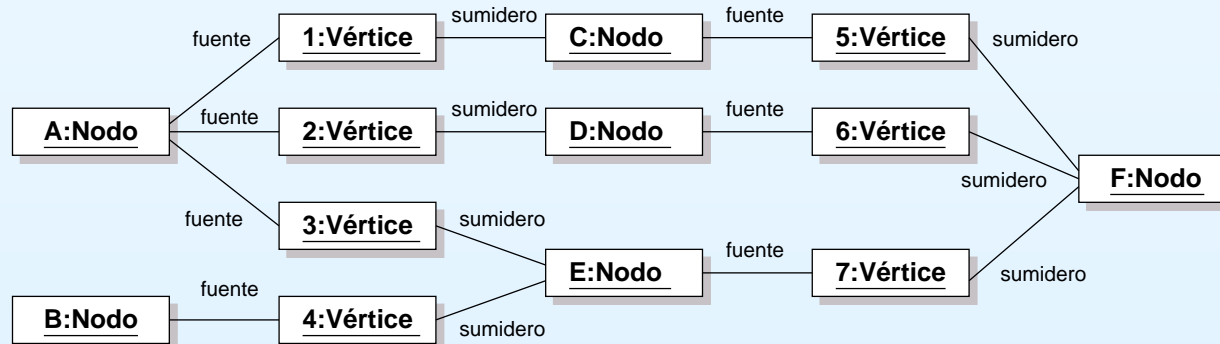 fuente 1:Vértice sumidero C:Nodo fuente 5:Vértice sumidero
A:Nodo fuente 2:Vértice sumidero D:Nodo fuente 6:Vértice
sumidero F:Nodo
fuente 3:Vértice sumidero
E:Nodo fuente 7:Vértice sumidero
B:Nodo fuente 4:Vértice sumidero